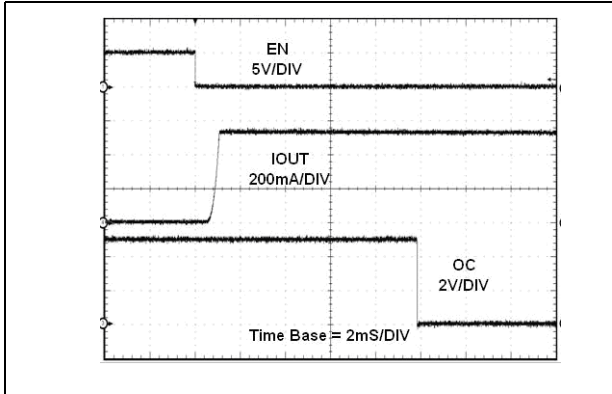 EN
5V/DIV
IOUT
200mA/DIV
OC
2V/DIV
Time Base = 2mS/DIV